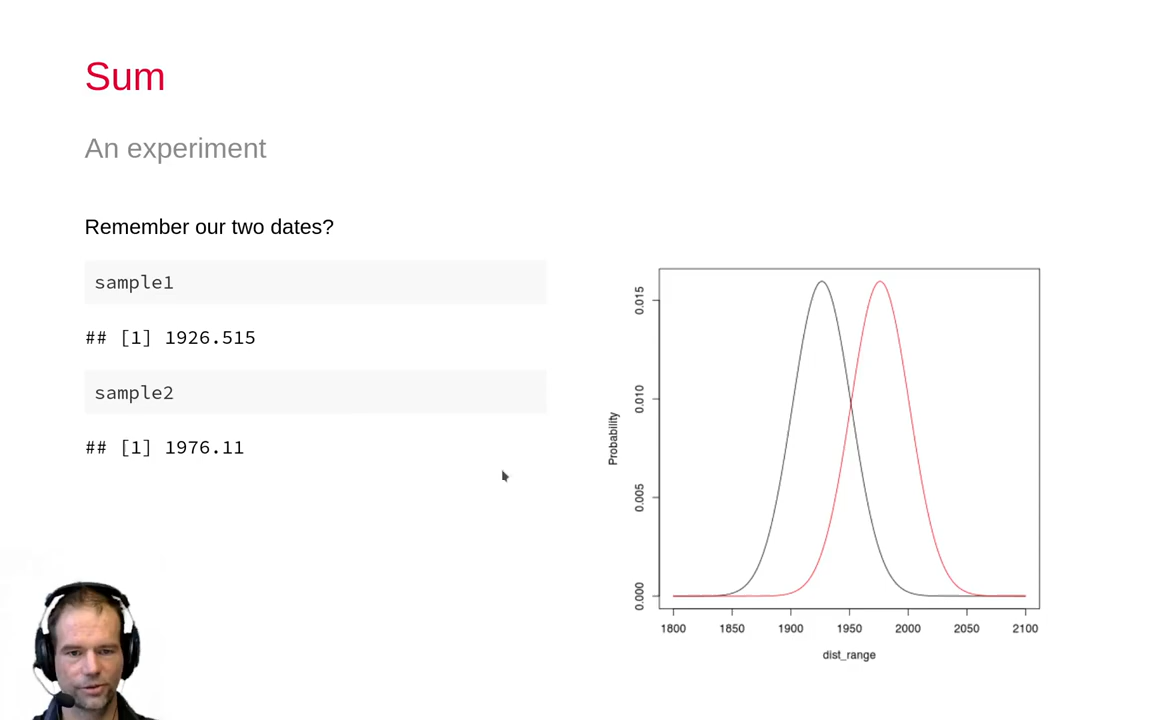 Sum
An experiment
Remember our two dates?
sample1
## [1] 1926.515
sample2
## [1] 1976.11
Probability
0.015
0.010
0.005
0.000
1800 1850 1900 1950 2000 2050 2100
dist_range